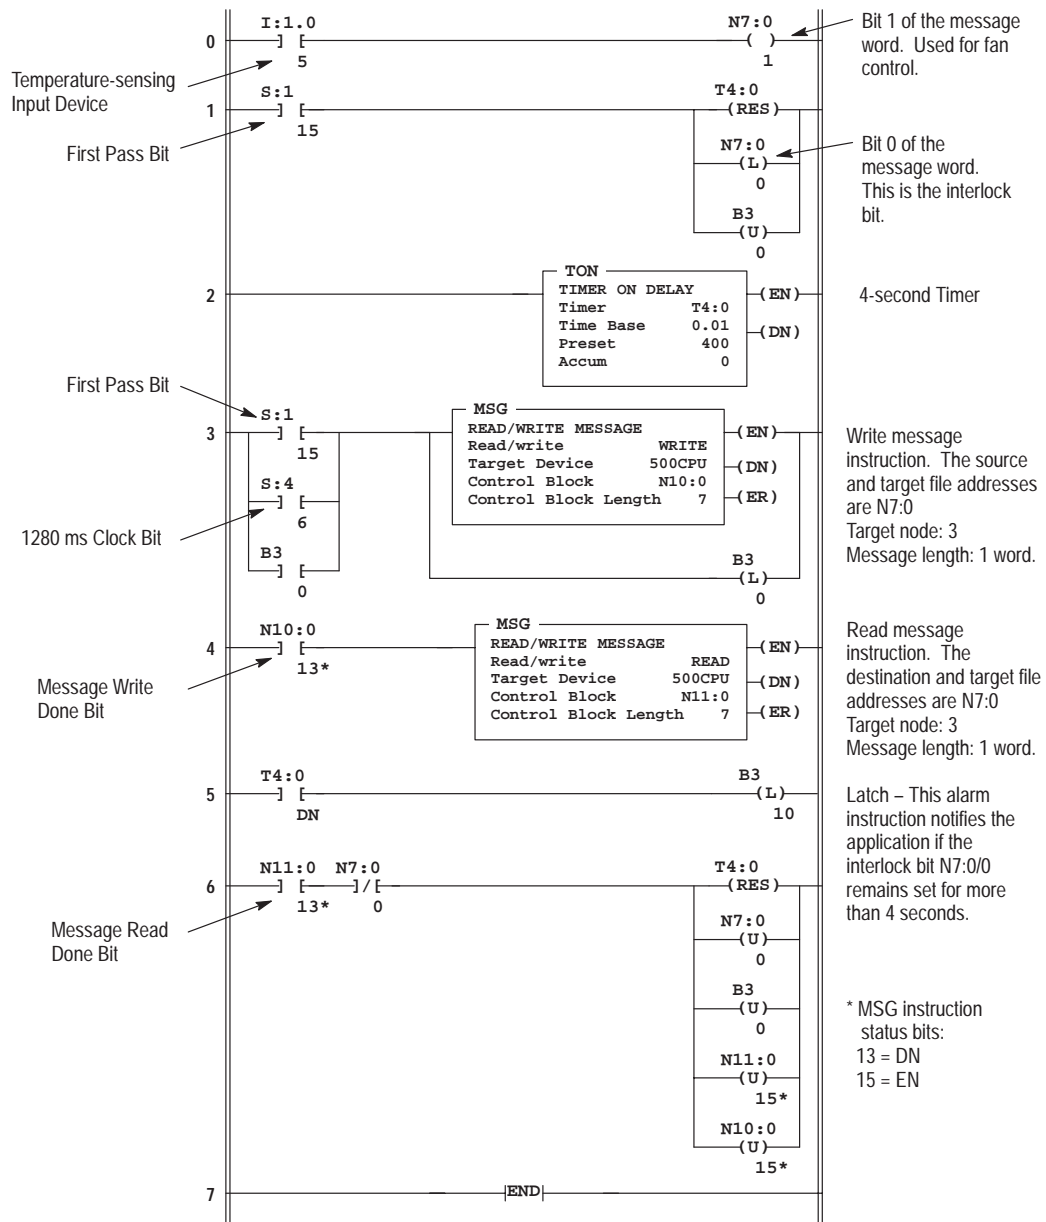 I:1.0
N7:0
Bit 1 of the message
word. Used for fan
control.
0
] [
( )
5
1
Temperature-sensing
Input Device
S:1
T4:0
1
] [
(RES)
15
First Pass Bit
N7:0
(L)
0
Bit 0 of the
message word.
This is the interlock
bit.
B3
(U)
0
TON
2
TIMER ON DELAY
(EN)
4-second Timer
Timer T4:0
Time Base 0.01
(DN)
Preset 400
Accum 0
First Pass Bit
S:1
MSG
3
] [
READ/WRITE MESSAGE
(EN)
15
Read/write WRITE
Target Device 500CPU
(DN)
Control Block N10:0
Control Block Length 7
(ER)
Write message
instruction. The source
and target file addresses
are N7:0
Target node: 3
Message length: 1 word.
S:4
] [
6
1280 ms Clock Bit
B3
] [
0
B3
(L)
0
N10:0
MSG
4
] [
READ/WRITE MESSAGE
(EN)
13*
Read/write READ
Target Device 500CPU
(DN)
Control Block N11:0
Control Block Length 7
(ER)
Message Write
Done Bit
Read message
instruction. The
destination and target file
addresses are N7:0
Target node: 3
Message length: 1 word.
T4:0
B3
5
] [
(L)
DN
10
Latch – This alarm
instruction notifies the
application if the
interlock bit N7:0/0
remains set for more
than 4 seconds.
N11:0 N7:0
T4:0
6
] [ ]/[
(RES)
13* 0
Message Read
Done Bit
N7:0
(U)
0
B3
(U)
0
N11:0
(U)
15*
N10:0
(U)
15*
* MSG instruction
status bits:
13 = DN
15 = EN
7
END